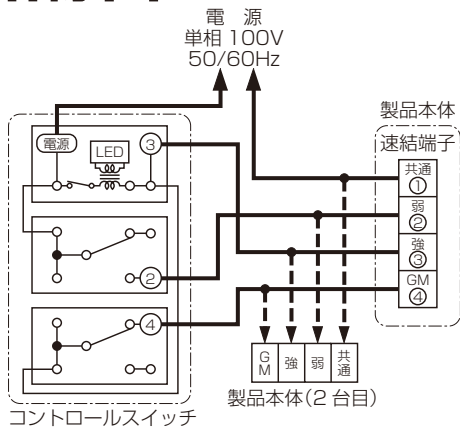 電 源
単相 100V
50/60Hz
製品本体
速結端子
電源
LED
③
共通
①
弱
②
強
③
GM
④
②
④
GM
強
弱
共通
製品本体(2 台目)
コントロールスイッチ